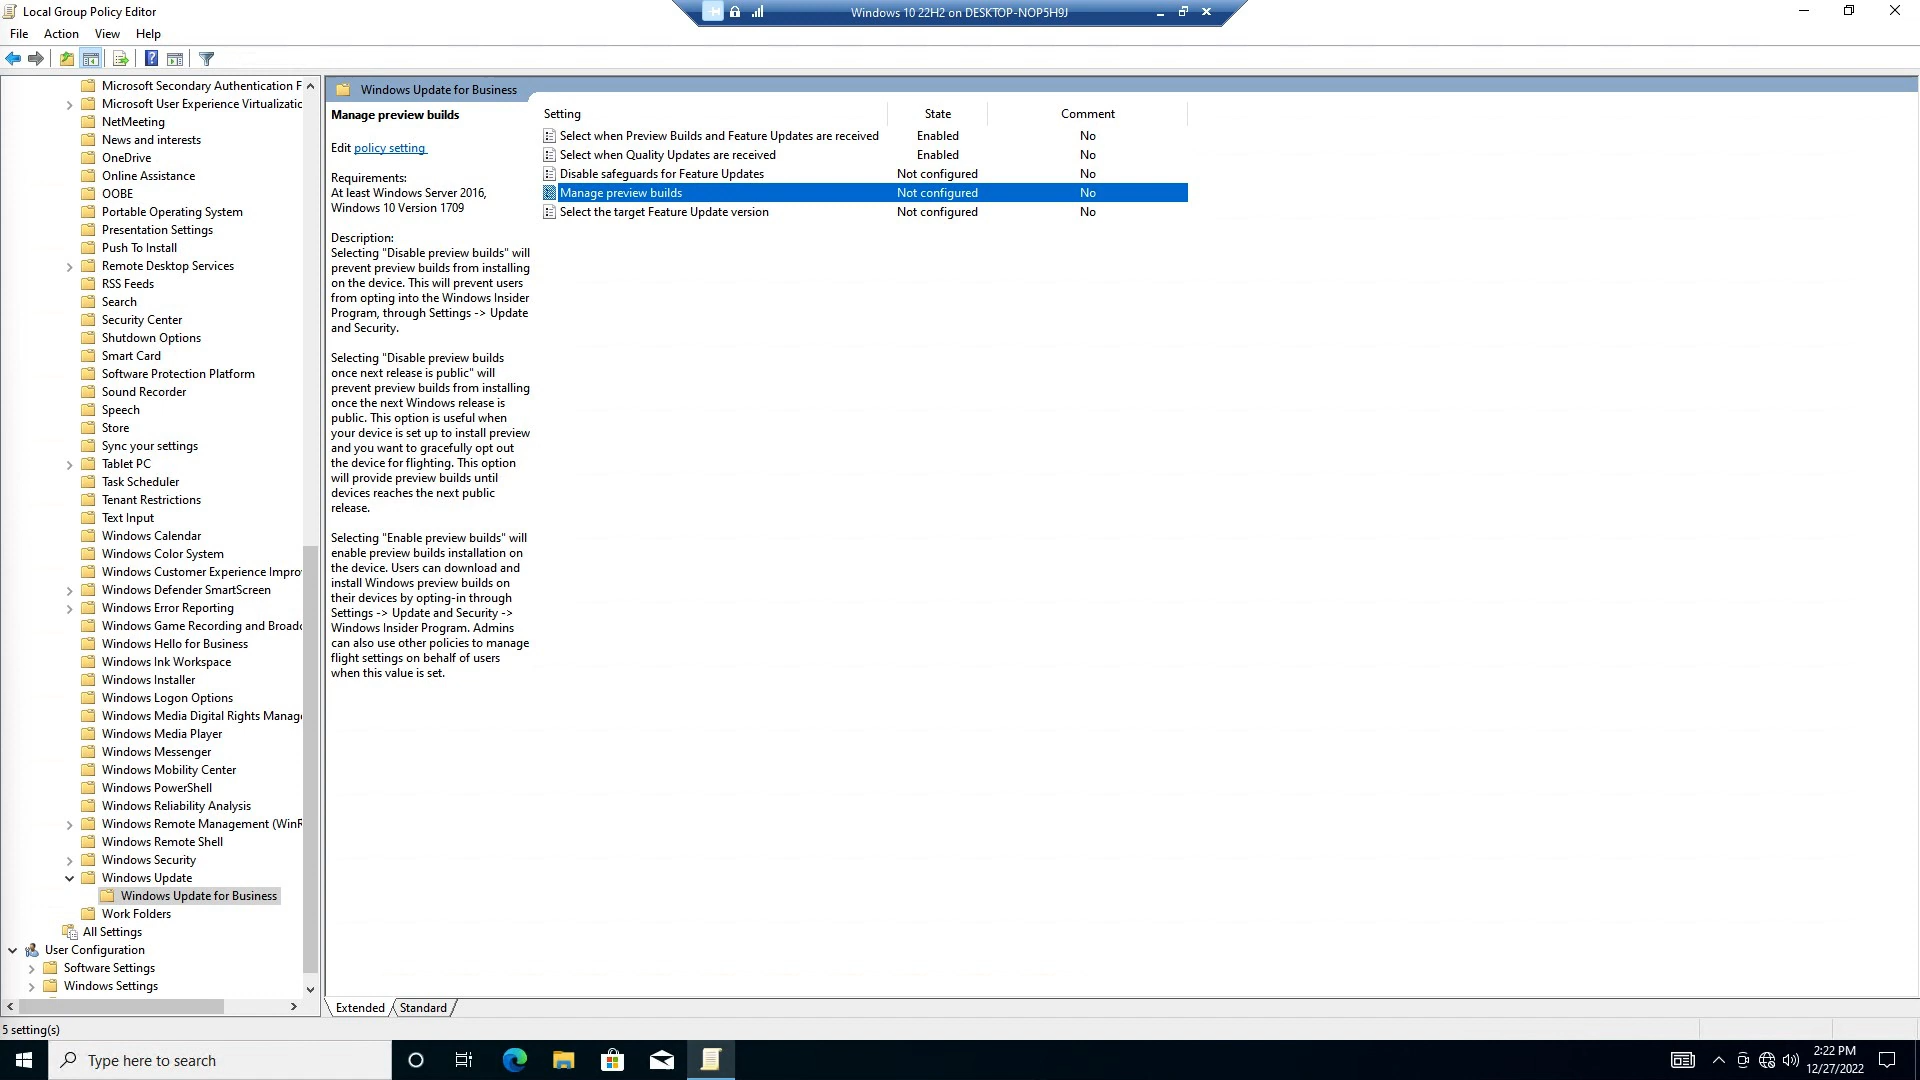 Local Group Policy Editor
Windows 10 22H2 on DESKTOP-NOP5H9J
File Action View Help
Microsoft Secondary Authentication F
Microsoft User Experience Virtualizatic
NetMeeting
News and interests
OneDrive
Online Assistance
OOBE
Portable Operating System
Presentation Settings
Push To Install
Remote Desktop Services
RSS Feeds
Search
Security Center
Shutdown Options
Smart Card
Software Protection Platform
Sound Recorder
Speech
Store
Sync your settings
Tablet PC
Task Scheduler
Tenant Restrictions
Text Input
Windows Calendar
Windows Color System
Windows Customer Experience Impro
Windows Defender SmartScreen
Windows Error Reporting
Windows Game Recording and Broadc
Windows Hello for Business
Windows Ink Workspace
Windows Installer
Windows Logon Options
Windows Media Digital Rights Manage
Windows Media Player
Windows Messenger
Windows Mobility Center
Windows PowerShell
Windows Reliability Analysis
Windows Remote Management (WinR
Windows Remote Shell
Windows Security
Windows Update
Windows Update for Business
Work Folders
All Settings
User Configuration
Software Settings
Windows Settings
Windows Update for Business
Manage preview builds
Edit policy setting
Requirements:
At least Windows Server 2016,
Windows 10 Version 1709
Description:
Selecting "Disable preview builds" will
prevent preview builds from installing
on the device. This will prevent users
from opting into the Windows Insider
Program, through Settings -> Update
and Security.
Selecting "Disable preview builds
once next release is public" will
prevent preview builds from installing
once the next Windows release is
public. This option is useful when
your device is set up to install preview
and you want to gracefully opt out
the device for flighting. This option
will provide preview builds until
devices reaches the next public
release.
Selecting "Enable preview builds" will
enable preview builds installation on
the device. Users can download and
install Windows preview builds on
their devices by opting-in through
Settings -> Update and Security ->
Windows Insider Program. Admins
can also use other policies to manage
flight settings on behalf of users
when this value is set.
Setting State Comment
Select when Preview Builds and Feature Updates are received Enabled No
Select when Quality Updates are received Enabled No
Disable safeguards for Feature Updates Not configured No
Manage preview builds Not configured No
Select the target Feature Update version Not configured No
Extended Standard
5 setting(s)
Type here to search
2:22 PM
12/27/2022